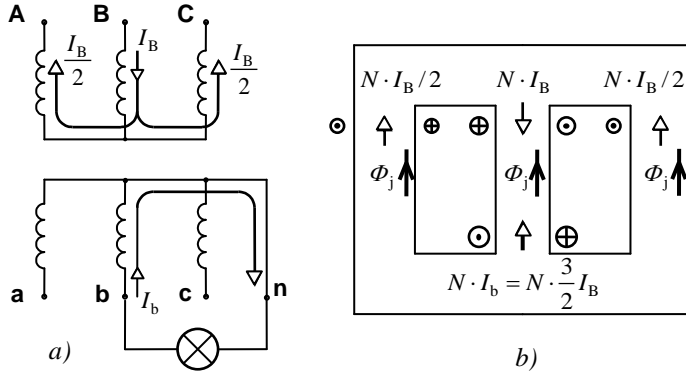 A B C
I_B/2 I_B I_B/2
a b I_b c n
a)
N · I_B/2 N · I_B N · I_B/2
Φ_j Φ_j Φ_j
N · I_b = N · 3/2 I_B
b)